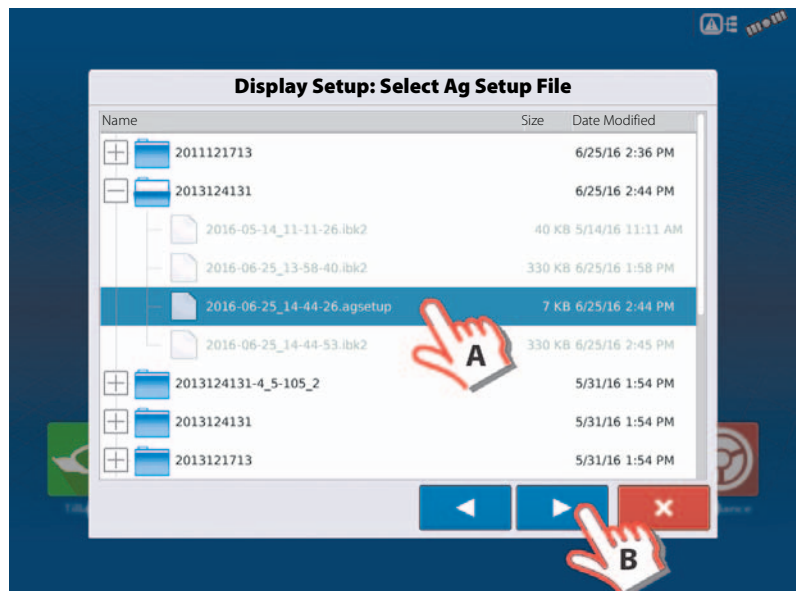 Display Setup: Select Ag Setup File
Name Size Date Modified
2011121713 6/25/16 2:36 PM
2013124131 6/25/16 2:44 PM
2016-05-14_11-11-26.ibk2 40 KB 5/14/16 11:11 AM
2016-06-25_13-58-40.ibk2 330 KB 6/25/16 1:58 PM
2016-06-25_14-44-26.agsetup 7 KB 6/25/16 2:44 PM
2016-06-25_14-44-53.ibk2 330 KB 6/25/16 2:45 PM
A
2013124131-4_5-105_2 5/31/16 1:54 PM
2013124131 5/31/16 1:54 PM
2013121713 5/31/16 1:54 PM
B